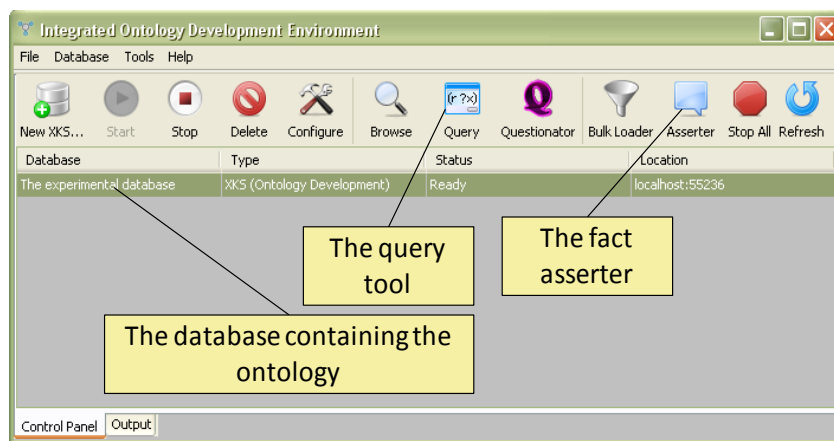 Integrated Ontology Development Environment
File Database Tools Help
(r ?x)
Q
New XKS... Start Stop Delete Configure Browse Query Questionator Bulk Loader Asserter Stop All Refresh
Database Type Status Location
The experimental database XKS (Ontology Development) Ready localhost:55236
The query
tool
The fact
asserter
The database containing the
ontology
Control Panel Output